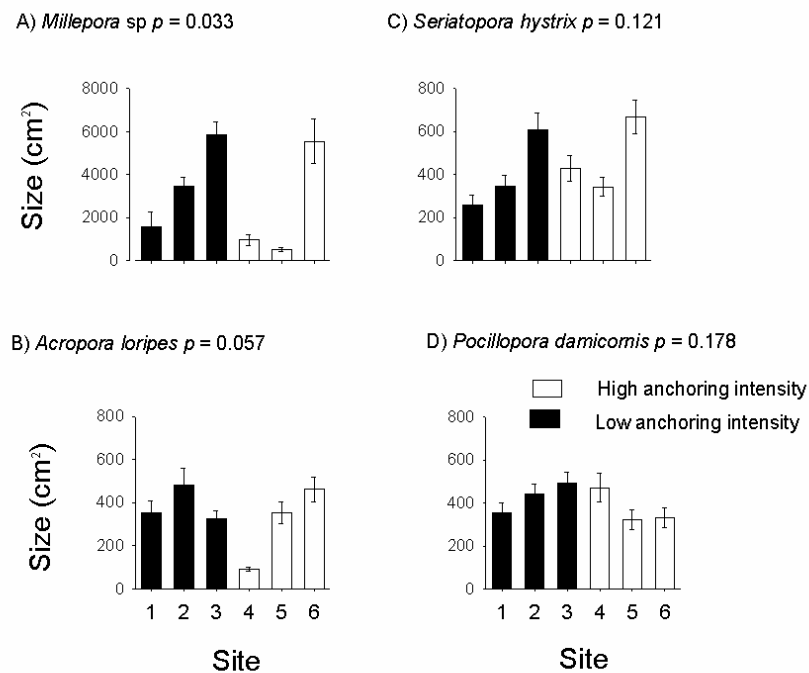 A) Millepora sp p = 0.033
C) Seriatopora hystrix p = 0.121
Size (cm²)
8000
6000
4000
2000
0
800
600
400
200
0
B) Acropora loripes p = 0.057
D) Pocillopora damicornis p = 0.178
High anchoring intensity
Low anchoring intensity
Size (cm²)
800
600
400
200
0
1 2 3 4 5 6
Site
800
600
400
200
0
1 2 3 4 5 6
Site